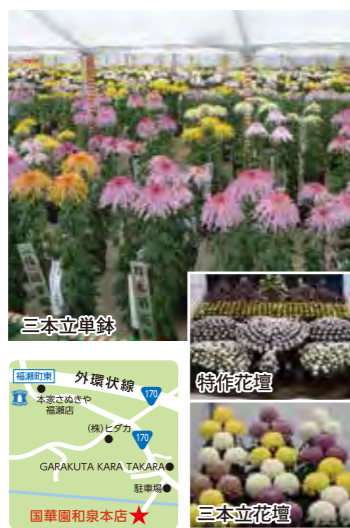 三本立単鉢
特作花壇
三本立花壇
福瀬町東
外環状線
170
本家さぬきや
福瀬店
(株)ヒダカ
170
GARAKUTA KARA TAKARA
駐車場
国華園和泉本店